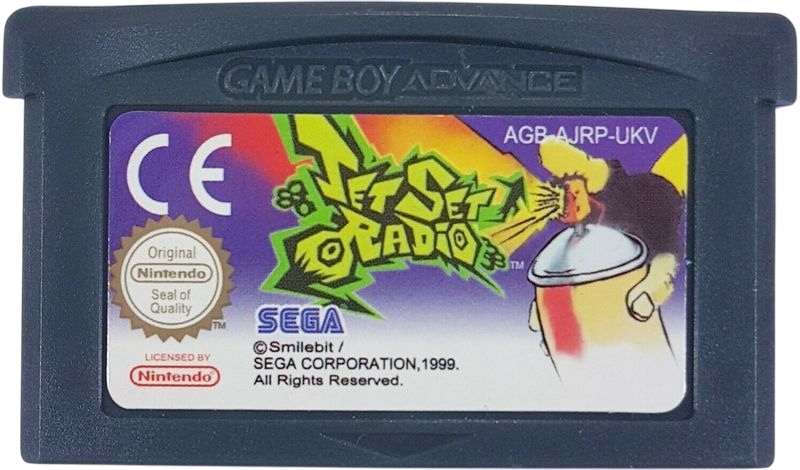 GAME BOY ADVANCE
AGB-AJRP-UKV
CE
JET SET
RADIO
TM
Original
Nintendo
Seal of
Quality
TM
LICENSED BY
Nintendo
SEGA
©Smilebit /
SEGA CORPORATION,1999.
All Rights Reserved.